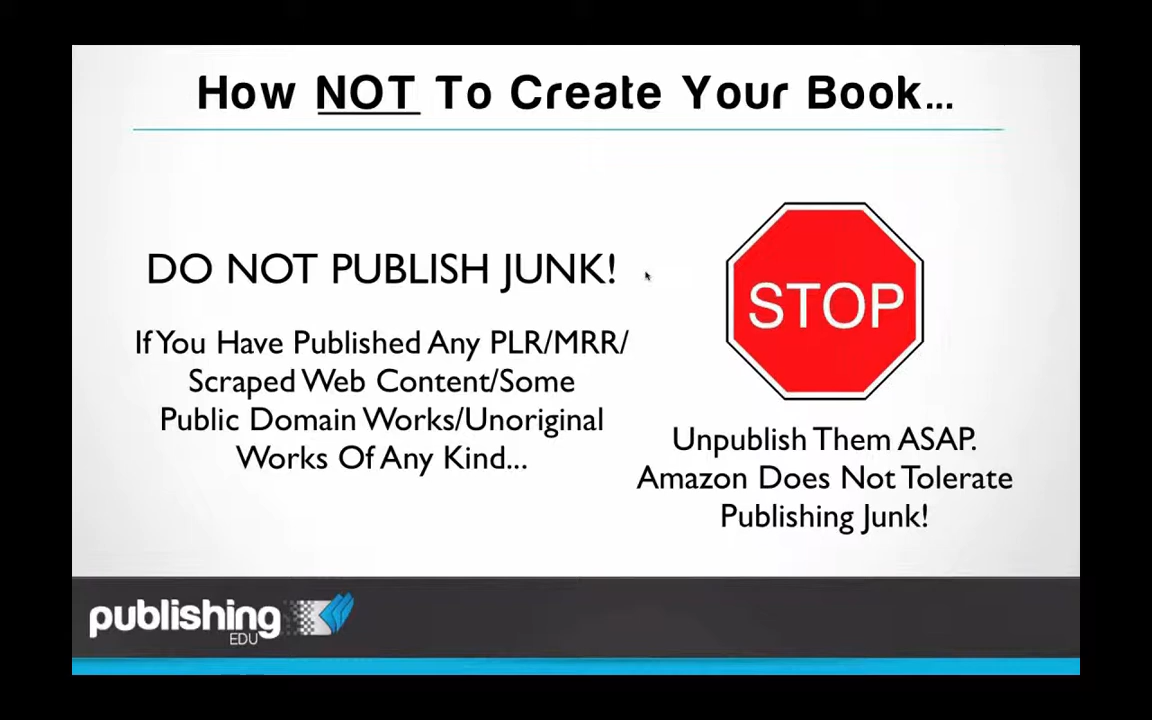 How NOT To Create Your Book...
DO NOT PUBLISH JUNK!
If You Have Published Any PLR/MRR/
Scraped Web Content/Some
Public Domain Works/Unoriginal
Works Of Any Kind...
STOP
Unpublish Them ASAP.
Amazon Does Not Tolerate
Publishing Junk!
publishing
EDU